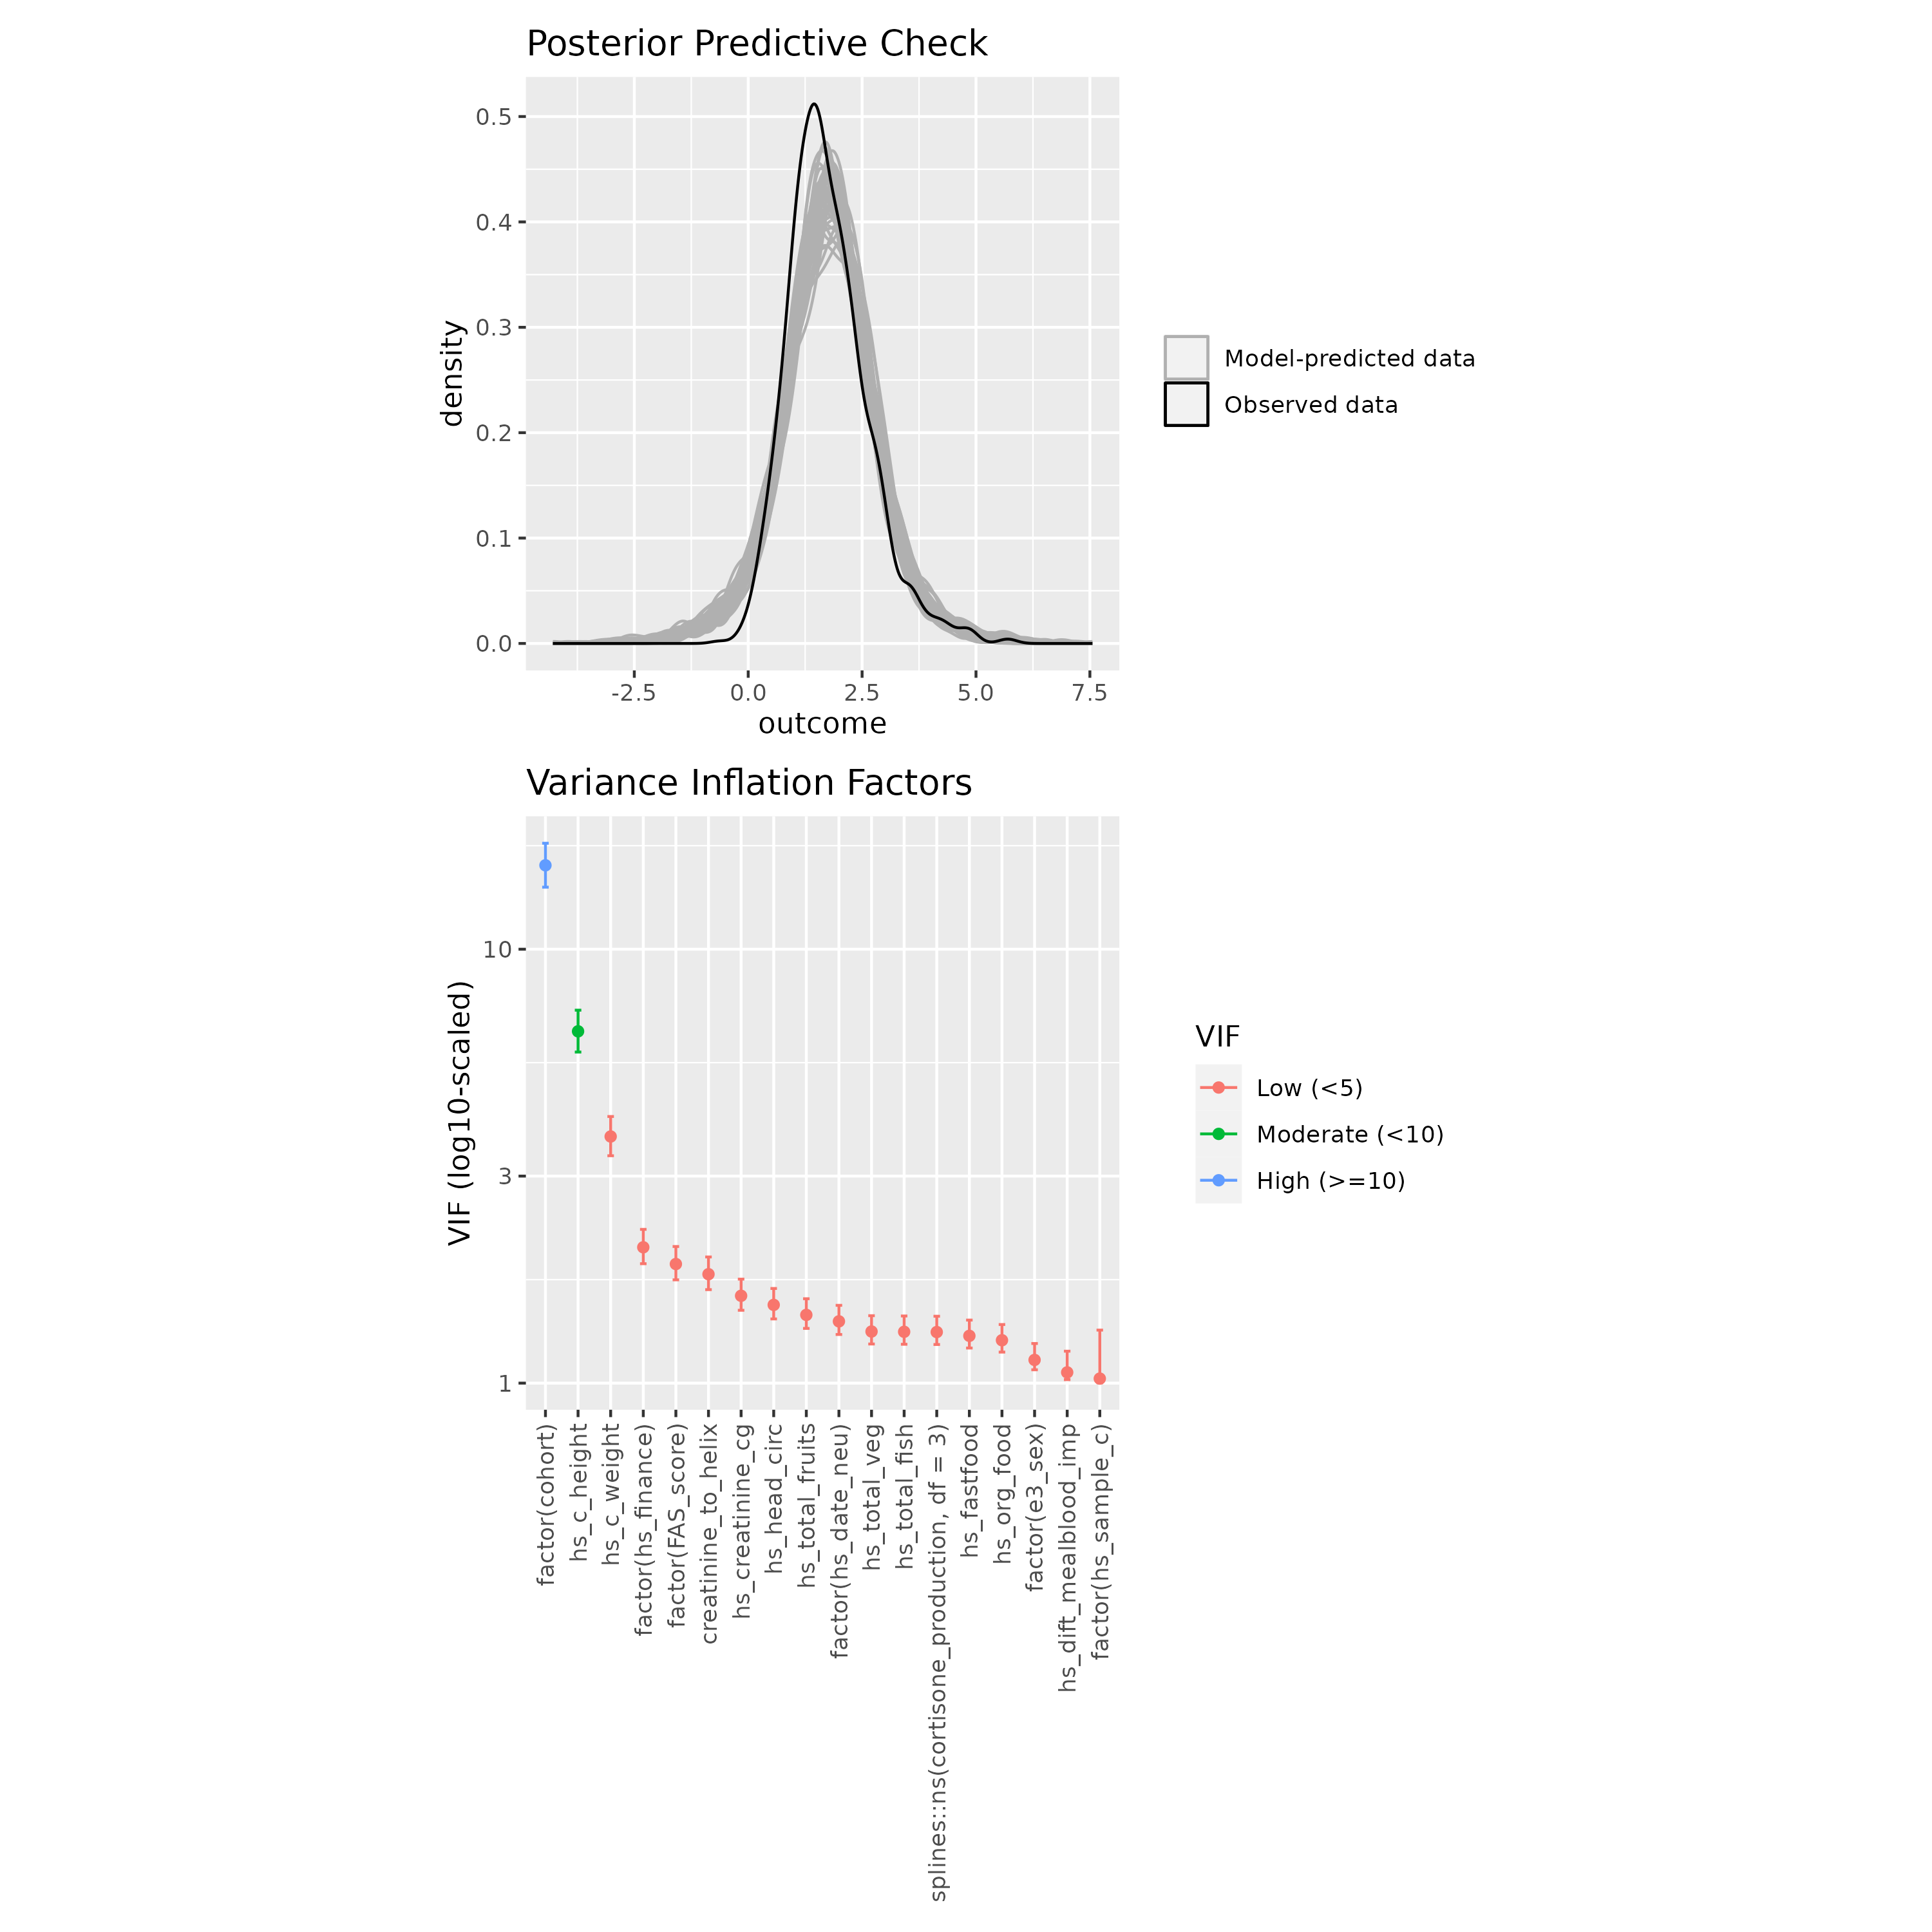 Posterior Predictive Check
density
0.5
0.4
0.3
0.2
0.1
0.0
-2.5 0.0 2.5 5.0 7.5
outcome
Model-predicted data
Observed data
Variance Inflation Factors
VIF (log10-scaled)
10
3
1
factor(cohort)
hs_c_height
hs_c_weight
factor(hs_finance)
factor(FAS_score)
creatinine_to_helix
hs_creatinine_cg
hs_head_circ
hs_total_fruits
factor(hs_date_neu)
hs_total_veg
hs_total_fish
splines::ns(cortisone_production, df = 3)
hs_fastfood
hs_org_food
factor(e3_sex)
hs_dift_mealblood_imp
factor(hs_sample_c)
VIF
Low (<5)
Moderate (<10)
High (>=10)